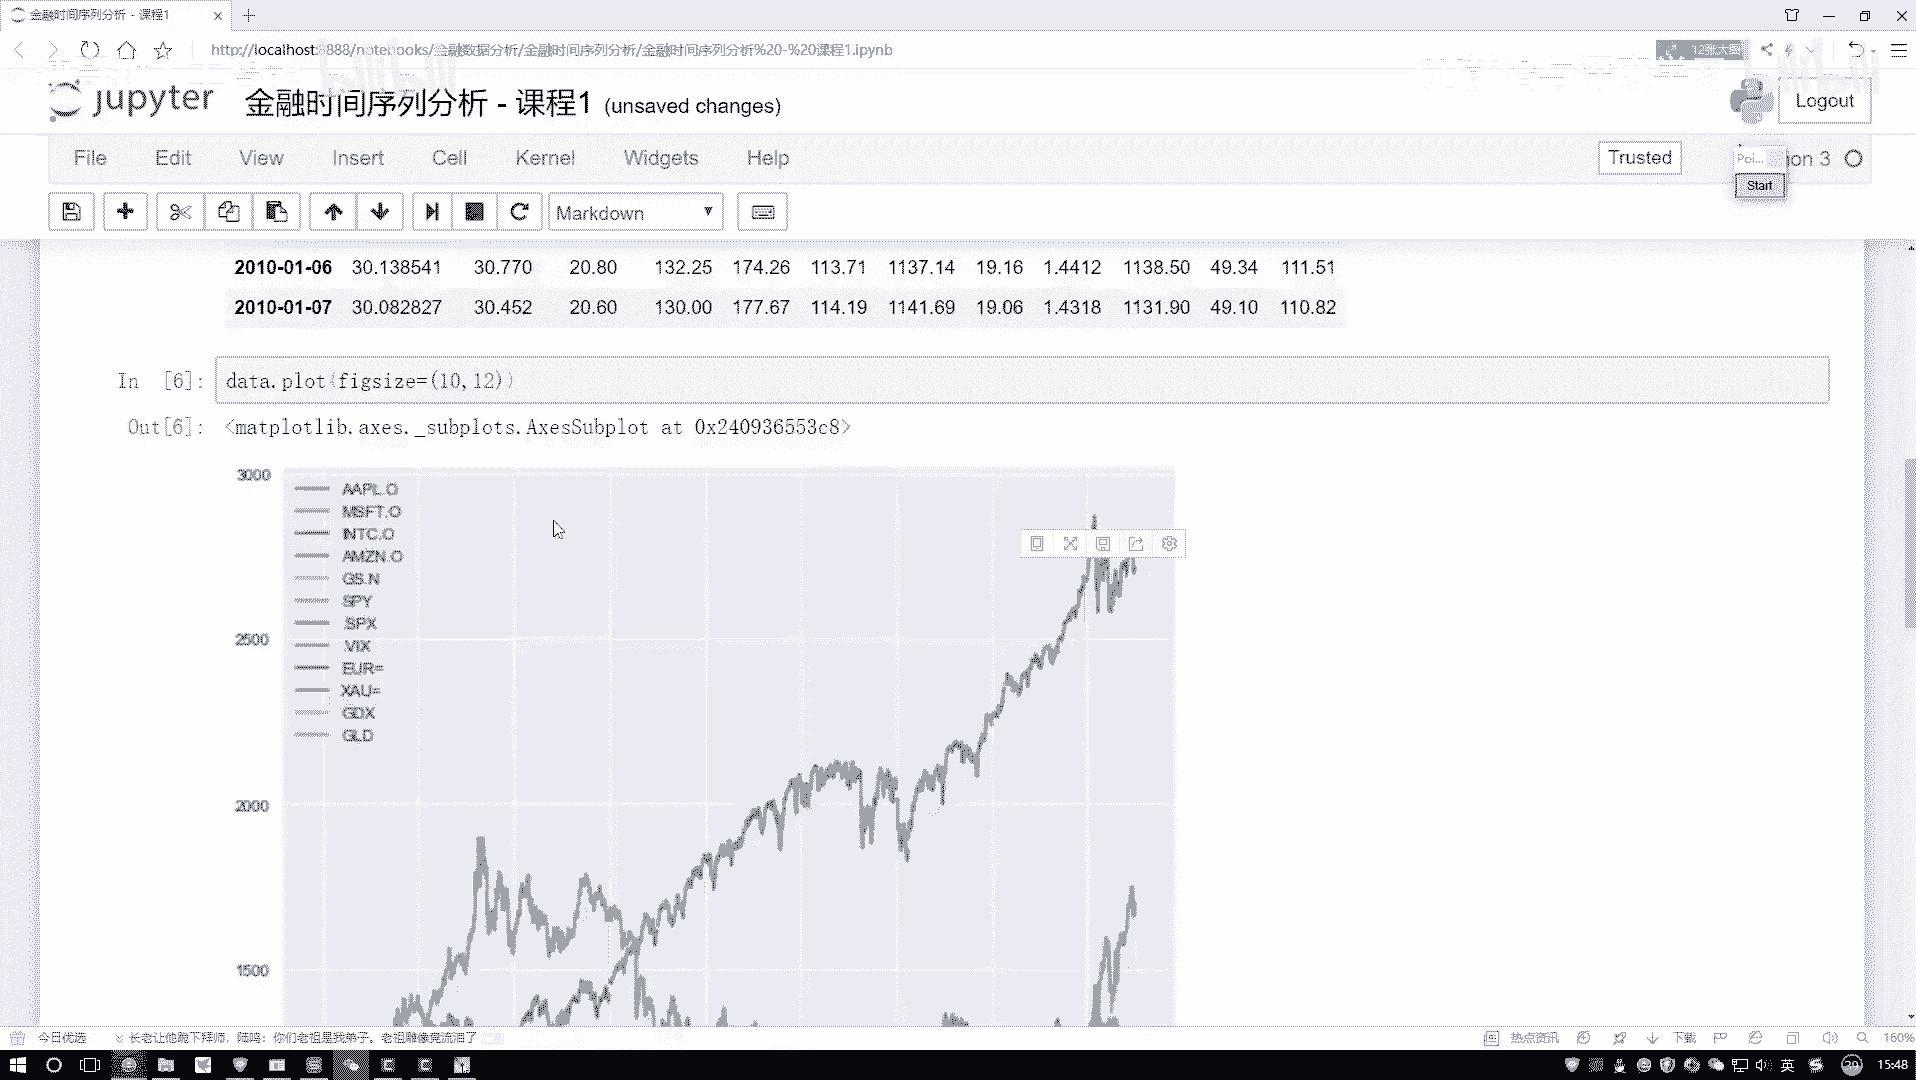 金融时间序列分析 - 课程1
http://localhost:8888/notebooks/金融数据分析/金融时间序列分析/金融时间序列分析%20-%20课程1.ipynb
12张大图
jupyter 金融时间序列分析 - 课程1 (unsaved changes)
Logout
File Edit View Insert Cell Kernel Widgets Help
Trusted
Poi...
on 3
Start
Markdown
2010-01-06 30.138541 30.770 20.80 132.25 174.26 113.71 1137.14 19.16 1.4412 1138.50 49.34 111.51
2010-01-07 30.082827 30.452 20.60 130.00 177.67 114.19 1141.69 19.06 1.4318 1131.90 49.10 110.82
In [6]: data.plot(figsize=(10,12))
Out[6]: <matplotlib.axes._subplots.AxesSubplot at 0x240936553c8>
3000
AAPL.O
MSFT.O
INTC.O
AMZN.O
GS.N
SPY
.SPX
.VIX
EUR=
XAU=
GDX
GLD
2500
2000
1500
今日优选
长老让他跪下拜师，陆鸣：你们老祖是我弟子。老祖雕像竟流泪了
热点资讯
下载
160%
英
15:48